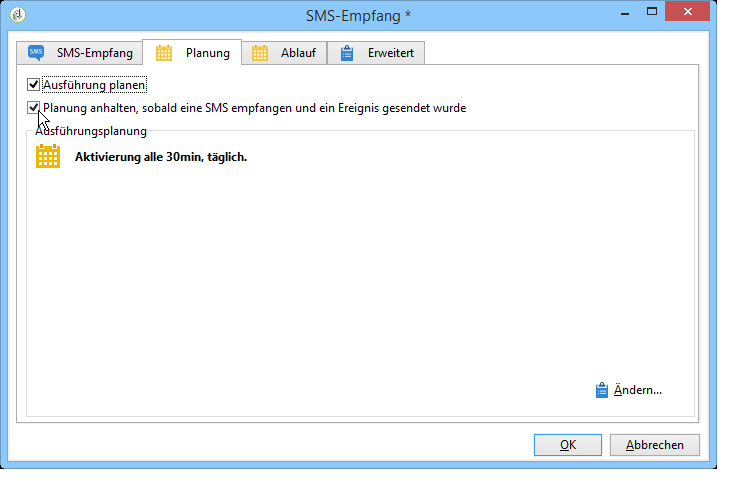 SMS-Empfang *
SMS SMS-Empfang Planung Ablauf Erweitert
Ausführung planen
Planung anhalten, sobald eine SMS empfangen und ein Ereignis gesendet wurde
Ausführungsplanung
Aktivierung alle 30min, täglich.
Ändern...
OK Abbrechen